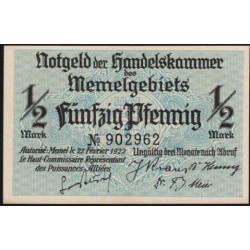 Notgeld der Handelskammer
des
Memelgebiets
1/2 Mark
Fünfzig Pfennig
1/2 Mark
№ 902962
Autorisé-Memel le 22 Février 1922
le Haut-Commissaire Représentant
des Puissances Alliées
Ungültig drei Monate nach Abruf